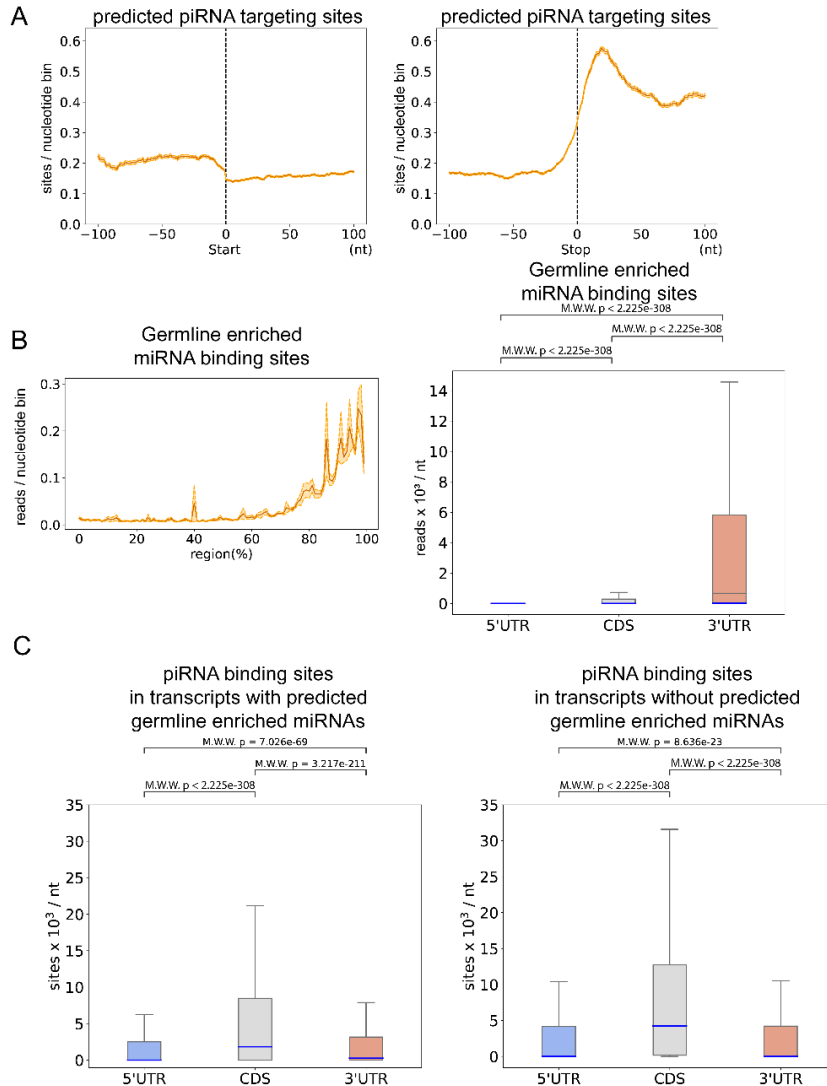 A
predicted piRNA targeting sites
predicted piRNA targeting sites
sites / nucleotide bin
0.6
0.5
0.4
0.3
0.2
0.1
0.0
−100
−50
0
50
100
Start
(nt)
sites / nucleotide bin
0.6
0.5
0.4
0.3
0.2
0.1
0.0
−100
−50
0
50
100
Stop
(nt)
B
Germline enriched
miRNA binding sites
reads / nucleotide bin
0.3
0.2
0.1
0.0
0
20
40
60
80
100
region(%)
Germline enriched
miRNA binding sites
M.W.W. p < 2.225e-308
M.W.W. p < 2.225e-308
M.W.W. p < 2.225e-308
reads x 10³ / nt
14
12
10
8
6
4
2
0
5'UTR
CDS
3'UTR
C
piRNA binding sites
in transcripts with predicted
germline enriched miRNAs
M.W.W. p = 7.026e-69
M.W.W. p = 3.217e-211
M.W.W. p < 2.225e-308
sites x 10³ / nt
35
30
25
20
15
10
5
0
5'UTR
CDS
3'UTR
piRNA binding sites
in transcripts without predicted
germline enriched miRNAs
M.W.W. p = 8.636e-23
M.W.W. p < 2.225e-308
M.W.W. p < 2.225e-308
sites x 10³ / nt
35
30
25
20
15
10
5
0
5'UTR
CDS
3'UTR